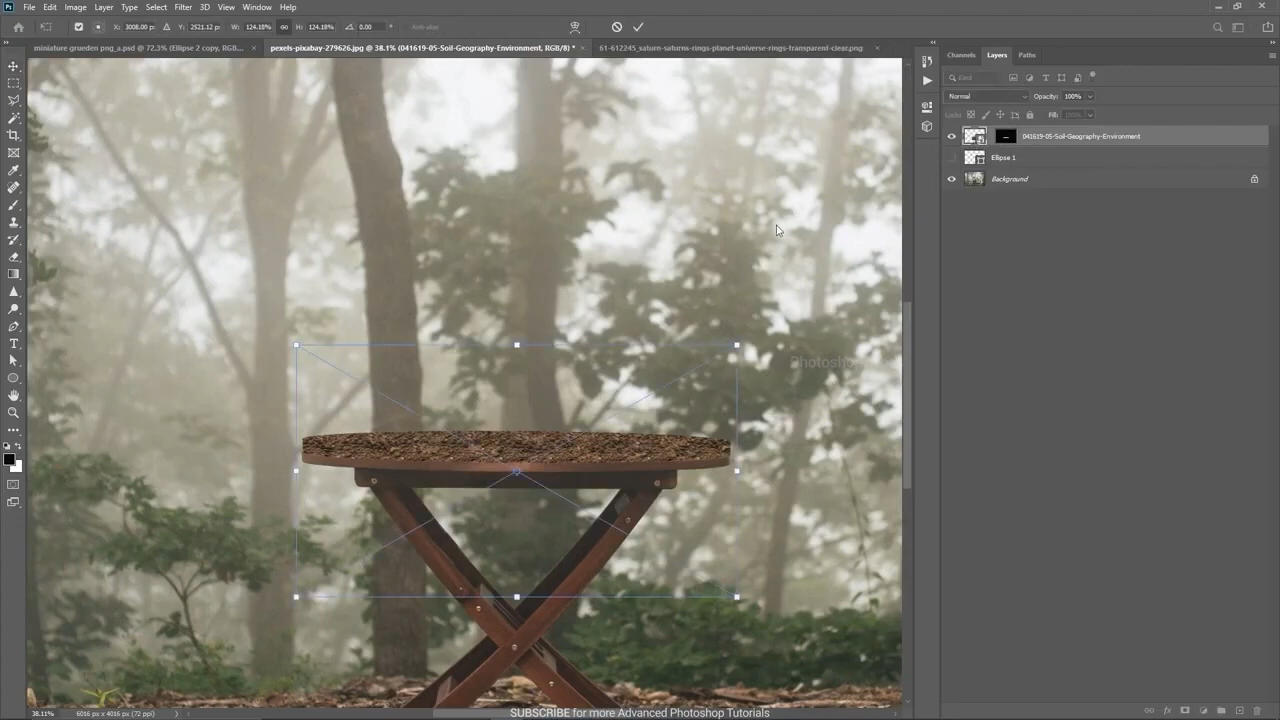 Ps File Edit Image Layer Type Select Filter 3D View Window Help
X: 3008.00 px Y: 2521.12 px W: 124.18% H: 124.18% 0.00 ° Anti-alias
miniature grueden png_a.psd @ 72.3% (Ellipse 2 copy, RGB... × pexels-pixabay-279626.jpg @ 38.1% (041619-05-Soil-Geography-Environment, RGB/8) * × 61-612245_saturn-saturns-rings-planet-universe-rings-transparent-clear.png ×
Channels Layers Paths
Kind
Normal Opacity: 100%
Lock: Fill: 100%
041619-05-Soil-Geography-Environment
Ellipse 1
Background
Photosho
38.11% 6016 px x 4016 px (72 ppi)
SUBSCRIBE for more Advanced Photoshop Tutorials